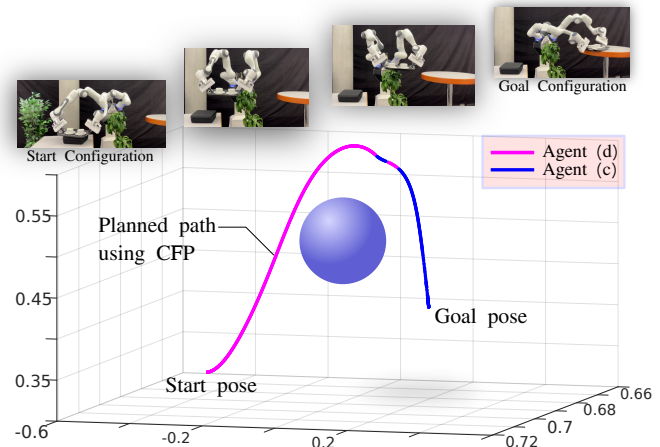 Goal Configuration
Start Configuration
Agent (d)
Agent (c)
Planned path
using CFP
Goal pose
Start pose
0.55
0.45
0.35
-0.6
-0.2
0.2
0.72
0.7
0.68
0.66